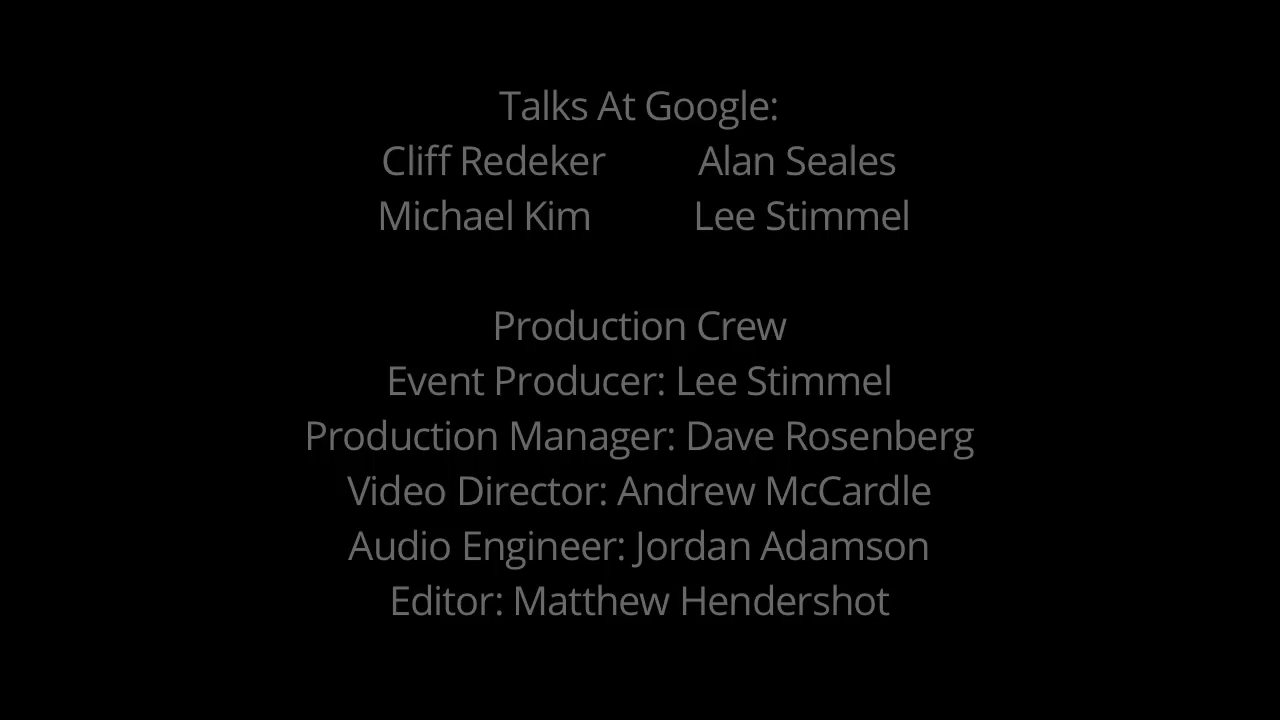 Talks At Google:
Cliff Redeker Alan Seales
Michael Kim Lee Stimmel
Production Crew
Event Producer: Lee Stimmel
Production Manager: Dave Rosenberg
Video Director: Andrew McCardle
Audio Engineer: Jordan Adamson
Editor: Matthew Hendershot